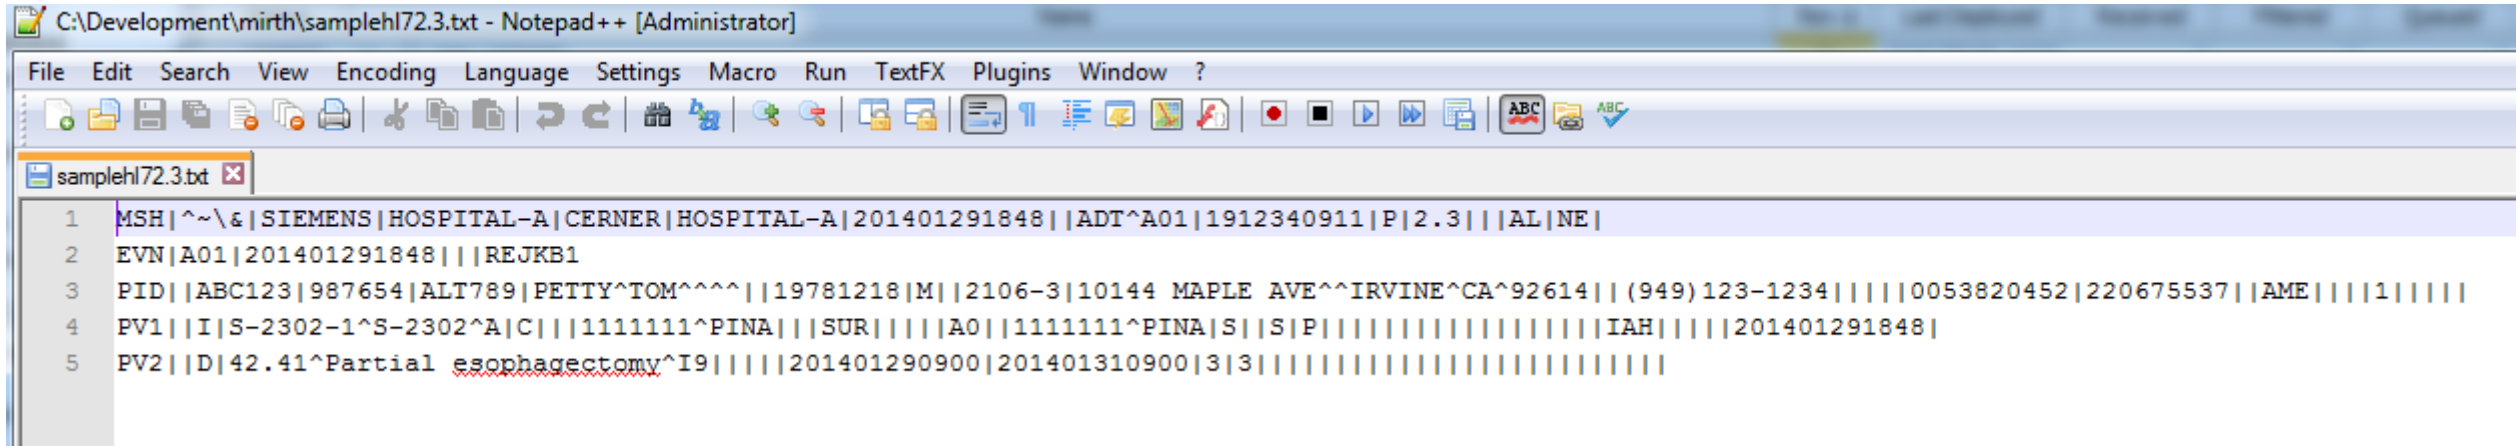 C:\Development\mirth\samplehl72.3.txt - Notepad++ [Administrator]
File Edit Search View Encoding Language Settings Macro Run TextFX Plugins Window ?
ABC ABC
samplehl72.3.txt
1 MSH|^~\&|SIEMENS|HOSPITAL-A|CERNER|HOSPITAL-A|201401291848||ADT^A01|1912340911|P|2.3|||AL|NE|
2 EVN|A01|201401291848|||REJKB1
3 PID||ABC123|987654|ALT789|PETTY^TOM^^^^||19781218|M||2106-3|10144 MAPLE AVE^^IRVINE^CA^92614||(949)123-1234|||||0053820452|220675537||AME||||1|||||
4 PV1||I|S-2302-1^S-2302^A|C|||1111111^PINA|||SUR|||||A0||1111111^PINA|S||S|P||||||||||||||||||IAH|||||201401291848|
5 PV2||D|42.41^Partial esophagectomy^I9|||||201401290900|201401310900|3|3||||||||||||||||||||||||||